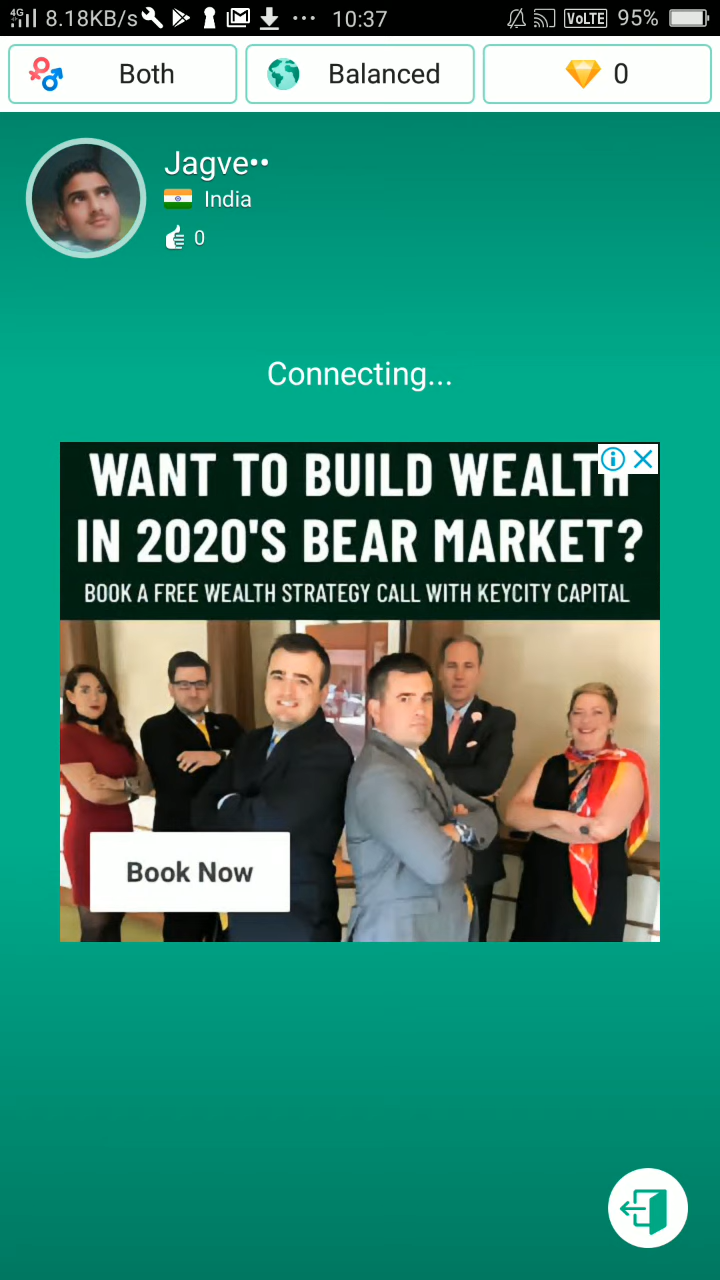 4G 8.18KB/s ... 10:37 VoLTE 95%
Both Balanced 0
Jagve••
India
0
Connecting...
WANT TO BUILD WEALTH
IN 2020'S BEAR MARKET?
BOOK A FREE WEALTH STRATEGY CALL WITH KEYCITY CAPITAL
Book Now